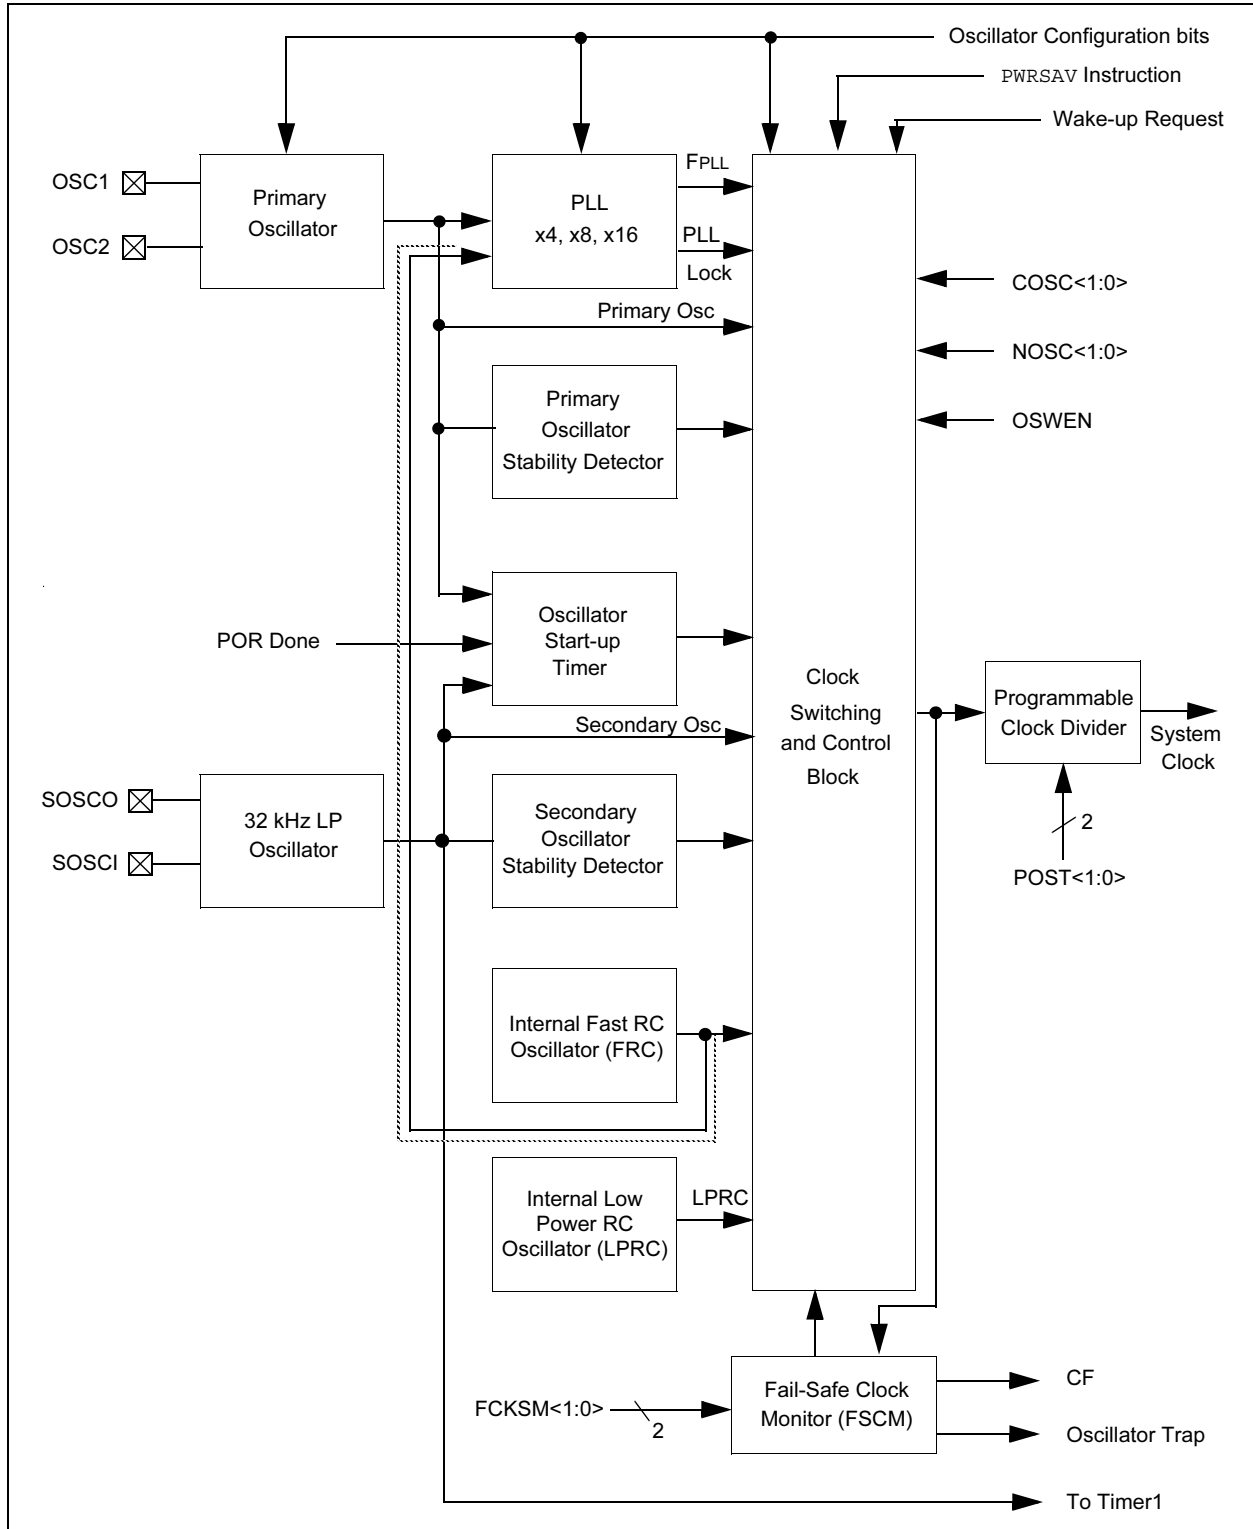 Oscillator Configuration bits
PWRSAV Instruction
Wake-up Request
OSC1
OSC2
Primary
Oscillator
PLL
x4, x8, x16
FPLL
PLL
Lock
COSC<1:0>
NOSC<1:0>
OSWEN
Primary Osc
Primary
Oscillator
Stability Detector
POR Done
Oscillator
Start-up
Timer
Clock
Switching
and Control
Block
Programmable
Clock Divider
System
Clock
2
POST<1:0>
Secondary Osc
SOSCO
SOSCI
32 kHz LP
Oscillator
Secondary
Oscillator
Stability Detector
Internal Fast RC
Oscillator (FRC)
Internal Low
Power RC
Oscillator (LPRC)
LPRC
FCKSM<1:0>
2
Fail-Safe Clock
Monitor (FSCM)
CF
Oscillator Trap
To Timer1